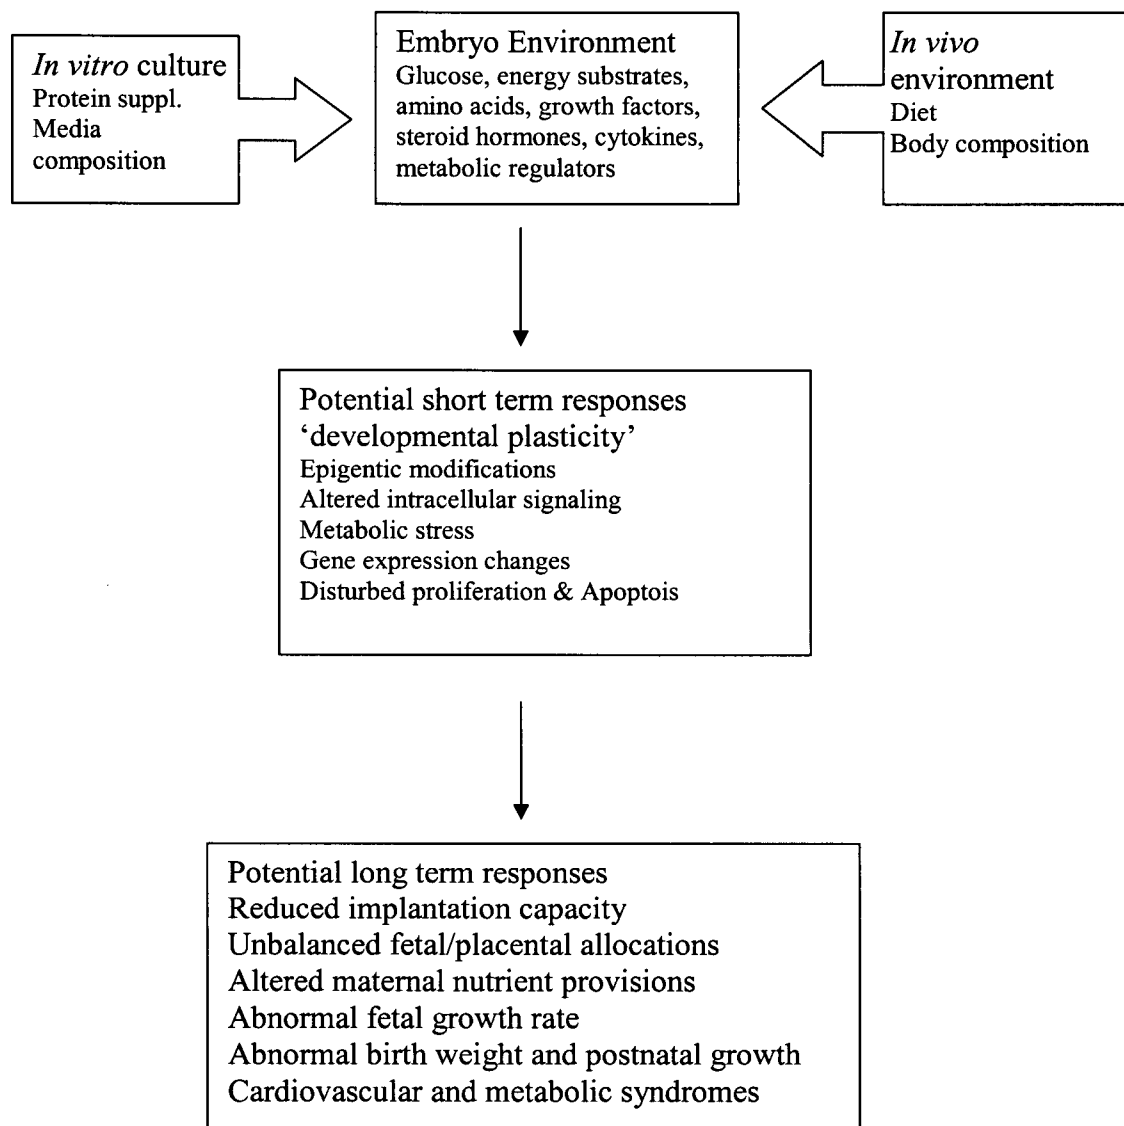 In vitro culture
Protein suppl.
Media
composition
Embryo Environment
Glucose, energy substrates,
amino acids, growth factors,
steroid hormones, cytokines,
metabolic regulators
In vivo
environment
Diet
Body composition
Potential short term responses
‘developmental plasticity’
Epigentic modifications
Altered intracellular signaling
Metabolic stress
Gene expression changes
Disturbed proliferation & Apoptois
Potential long term responses
Reduced implantation capacity
Unbalanced fetal/placental allocations
Altered maternal nutrient provisions
Abnormal fetal growth rate
Abnormal birth weight and postnatal growth
Cardiovascular and metabolic syndromes